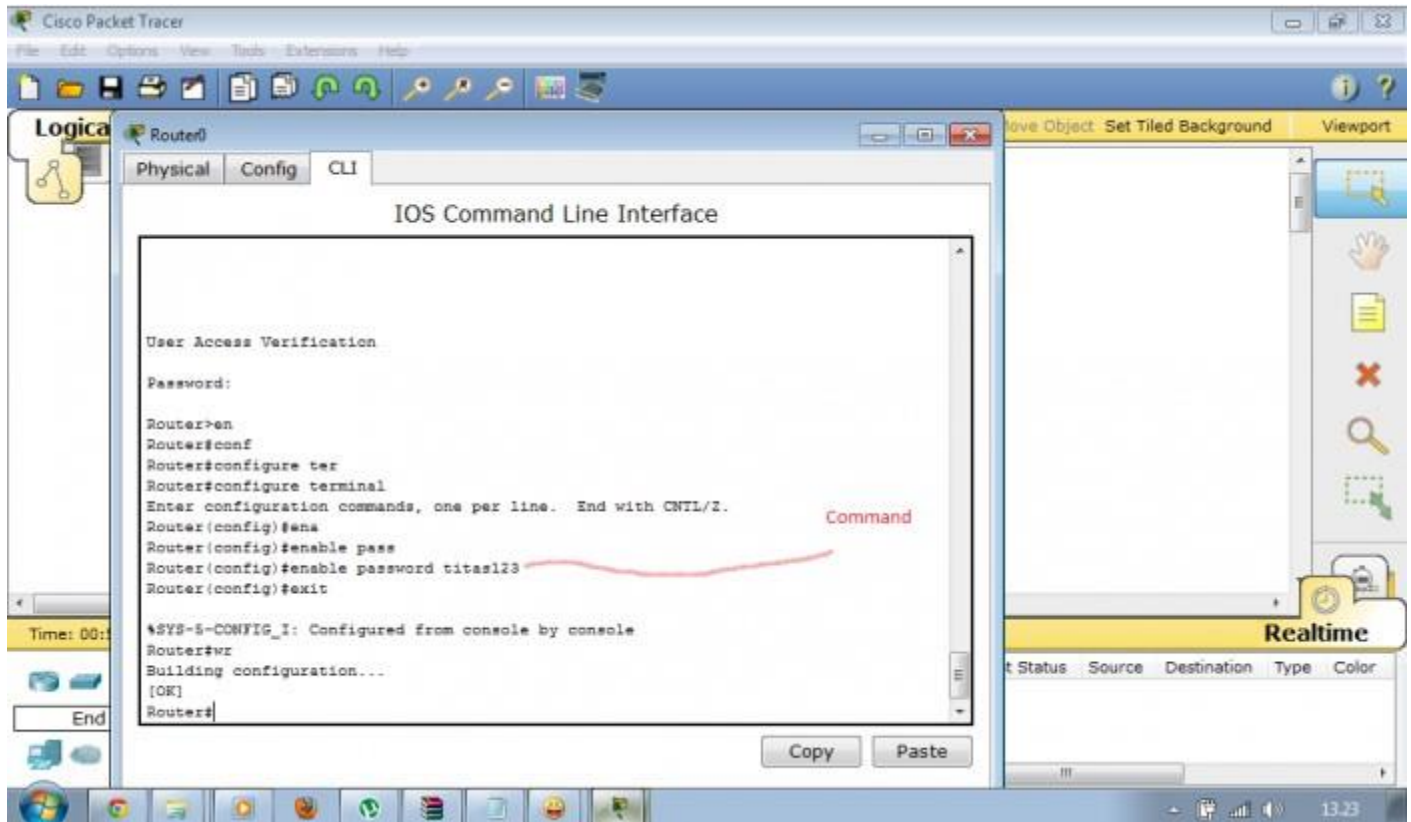 Cisco Packet Tracer
File Edit Options View Tools Extensions Help
Logica
Move Object Set Tiled Background Viewport
Router0
Physical Config CLI
IOS Command Line Interface
User Access Verification
Password:
Router>en
Router#conf
Router#configure ter
Router#configure terminal
Enter configuration commands, one per line. End with CNTL/Z.
Router(config)#ena
Router(config)#enable pass
Router(config)#enable password titas123
Command
Router(config)#exit
%SYS-5-CONFIG_I: Configured from console by console
Router#wr
Building configuration...
[OK]
Router#
Copy Paste
Time: 00:
Realtime
t Status Source Destination Type Color
End
13.23